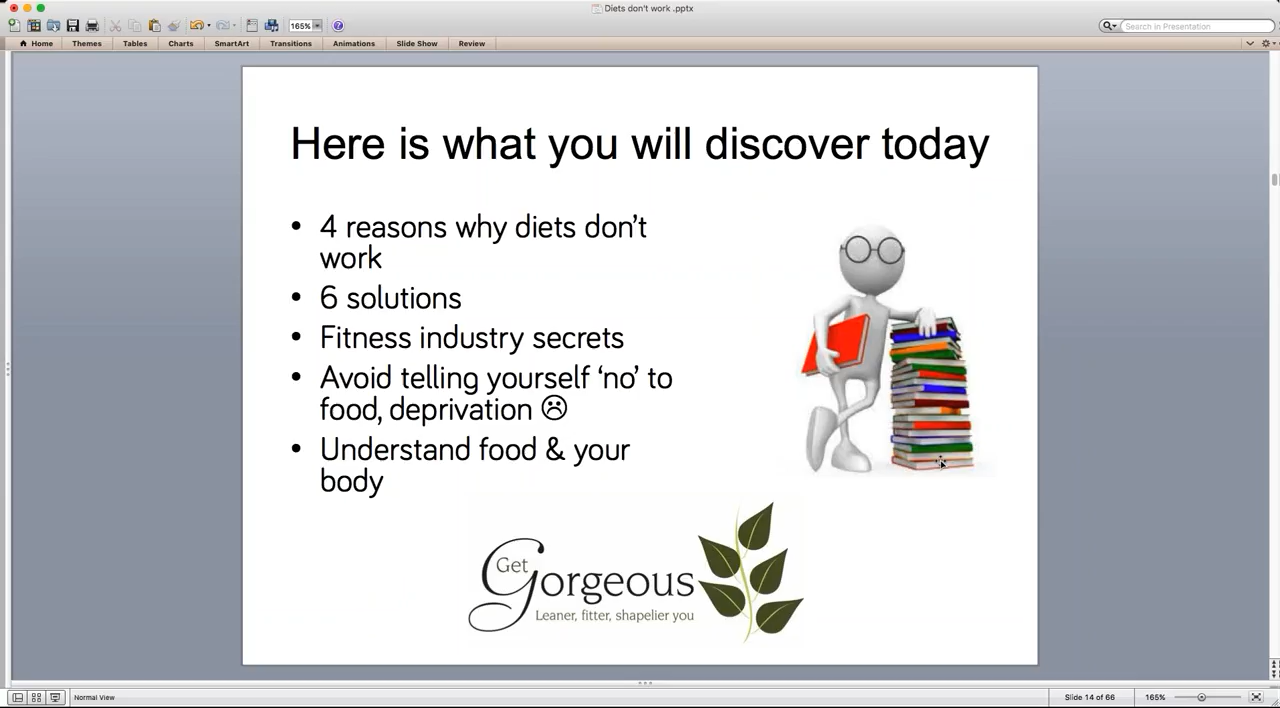 Diets don't work .pptx
165%
Search in Presentation
Home Themes Tables Charts SmartArt Transitions Animations Slide Show Review
Here is what you will discover today
• 4 reasons why diets don't
work
• 6 solutions
• Fitness industry secrets
• Avoid telling yourself 'no' to
food, deprivation ☹
• Understand food & your
body
Get
Gorgeous
Leaner, fitter, shapelier you
Normal View
Slide 14 of 66
165%